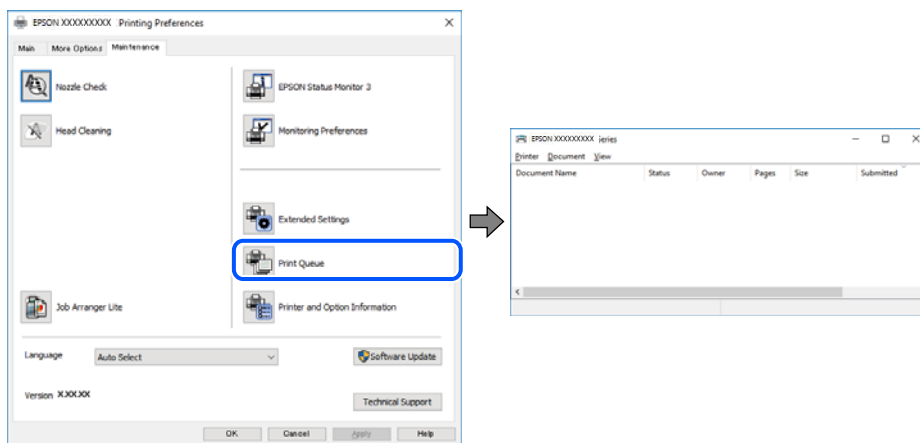 EPSON XXXXXXXXX Printing Preferences
Main More Options Maintenance
Nozzle Check
EPSON Status Monitor 3
Head Cleaning
Monitoring Preferences
Extended Settings
Print Queue
Job Arranger Lite
Printer and Option Information
Language Auto Select
Software Update
Version X.XX.XX
Technical Support
OK Cancel Apply Help
EPSON XXXXXXXXX ieries
Printer Document View
Document Name Status Owner Pages Size Submitted